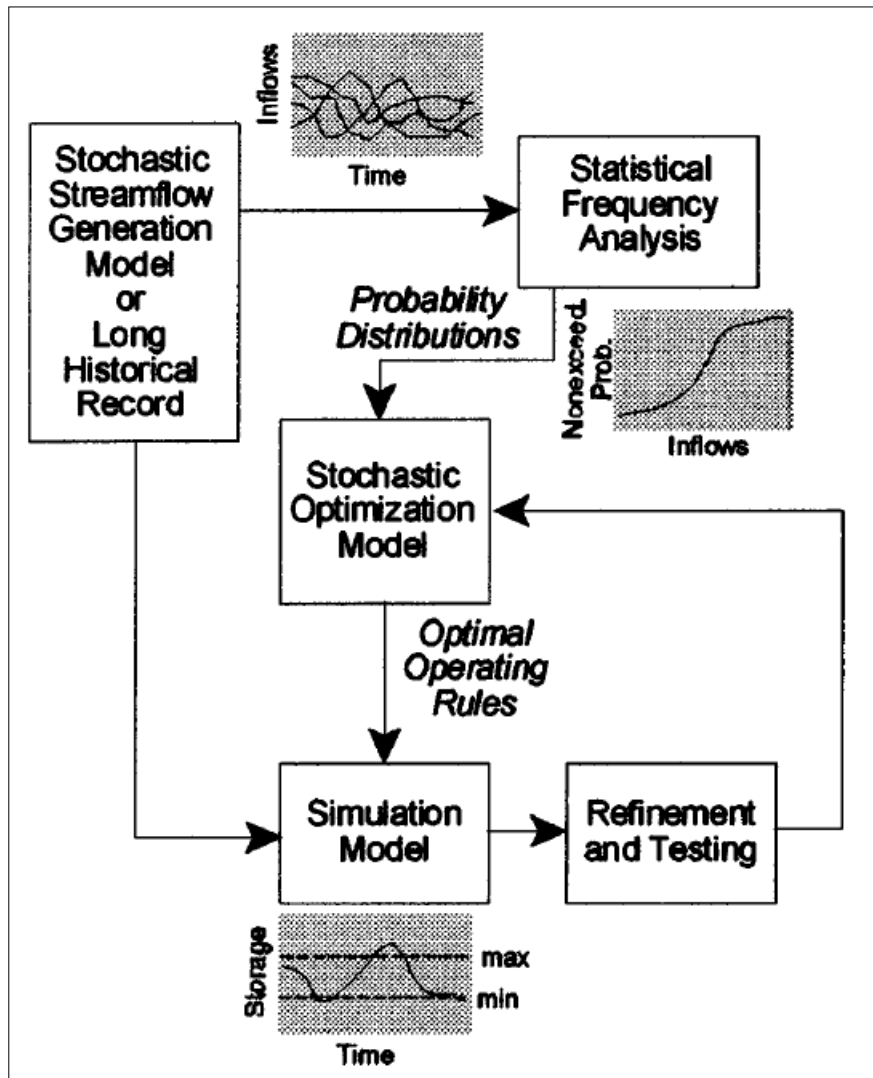 Stochastic
Streamflow
Generation
Model
or
Long
Historical
Record
Inflows
Time
Statistical
Frequency
Analysis
Probability
Distributions
Nonexceed.
Prob.
Inflows
Stochastic
Optimization
Model
Optimal
Operating
Rules
Simulation
Model
Refinement
and Testing
Storage
max
min
Time